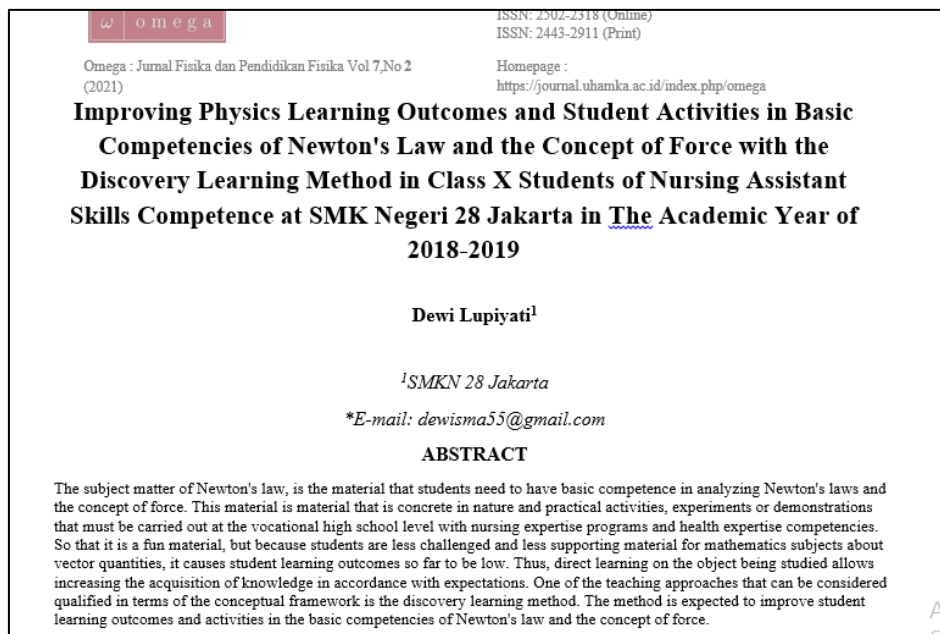 ω omega
ISSN: 2502-2318 (Online)
ISSN: 2443-2911 (Print)
Omega : Jurnal Fisika dan Pendidikan Fisika Vol 7,No 2
(2021)
Homepage :
https://journal.uhamka.ac.id/index.php/omega
Improving Physics Learning Outcomes and Student Activities in Basic
Competencies of Newton's Law and the Concept of Force with the
Discovery Learning Method in Class X Students of Nursing Assistant
Skills Competence at SMK Negeri 28 Jakarta in The Academic Year of
2018-2019
Dewi Lupiyati1
1SMKN 28 Jakarta
*E-mail: dewisma55@gmail.com
ABSTRACT
The subject matter of Newton's law, is the material that students need to have basic competence in analyzing Newton's laws and
the concept of force. This material is material that is concrete in nature and practical activities, experiments or demonstrations
that must be carried out at the vocational high school level with nursing expertise programs and health expertise competencies.
So that it is a fun material, but because students are less challenged and less supporting material for mathematics subjects about
vector quantities, it causes student learning outcomes so far to be low. Thus, direct learning on the object being studied allows
increasing the acquisition of knowledge in accordance with expectations. One of the teaching approaches that can be considered
qualified in terms of the conceptual framework is the discovery learning method. The method is expected to improve student
learning outcomes and activities in the basic competencies of Newton's law and the concept of force.